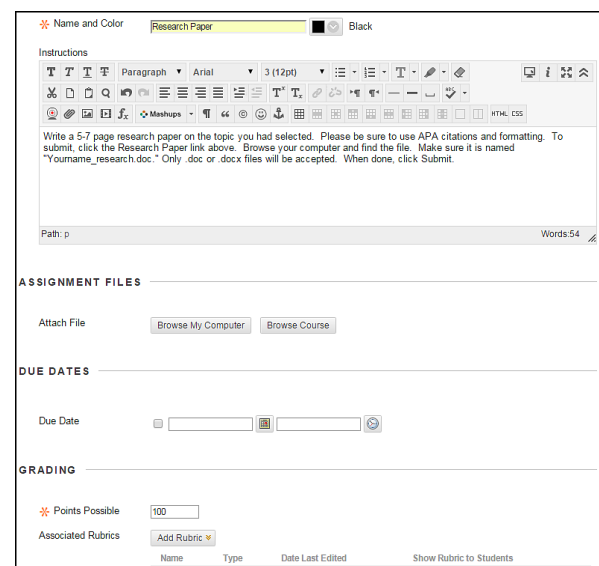 Name and Color Research Paper Black
Instructions
T T T T Paragraph Arial 3 (12pt) T i
Tˣ Tₓ ABC
fx Mashups ¶ “ © HTML CSS
Write a 5-7 page research paper on the topic you had selected. Please be sure to use APA citations and formatting. To
submit, click the Research Paper link above. Browse your computer and find the file. Make sure it is named
"Yourname_research.doc." Only .doc or .docx files will be accepted. When done, click Submit.
Path: p Words:54
ASSIGNMENT FILES
Attach File Browse My Computer Browse Course
DUE DATES
Due Date
GRADING
Points Possible 100
Associated Rubrics Add Rubric
Name Type Date Last Edited Show Rubric to Students